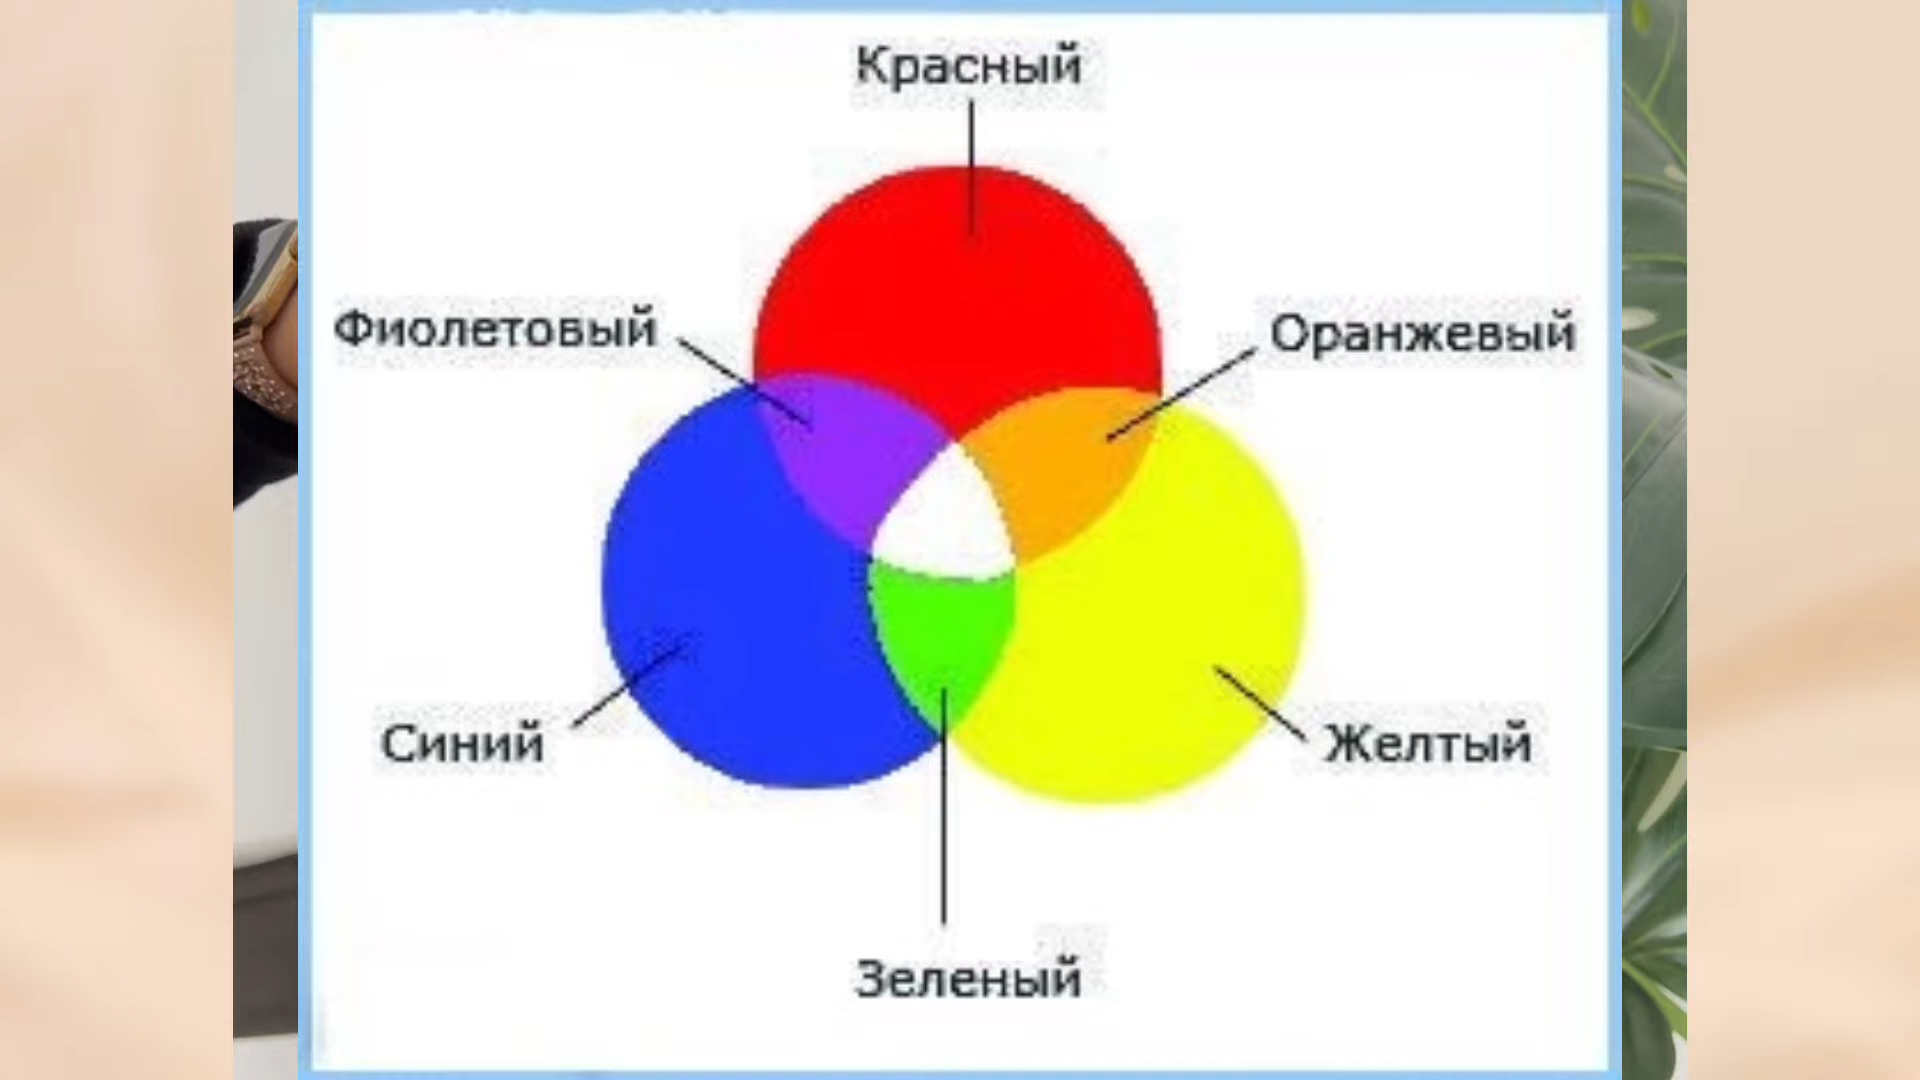 Красный
Фиолетовый
Оранжевый
Синий
Желтый
Зеленый